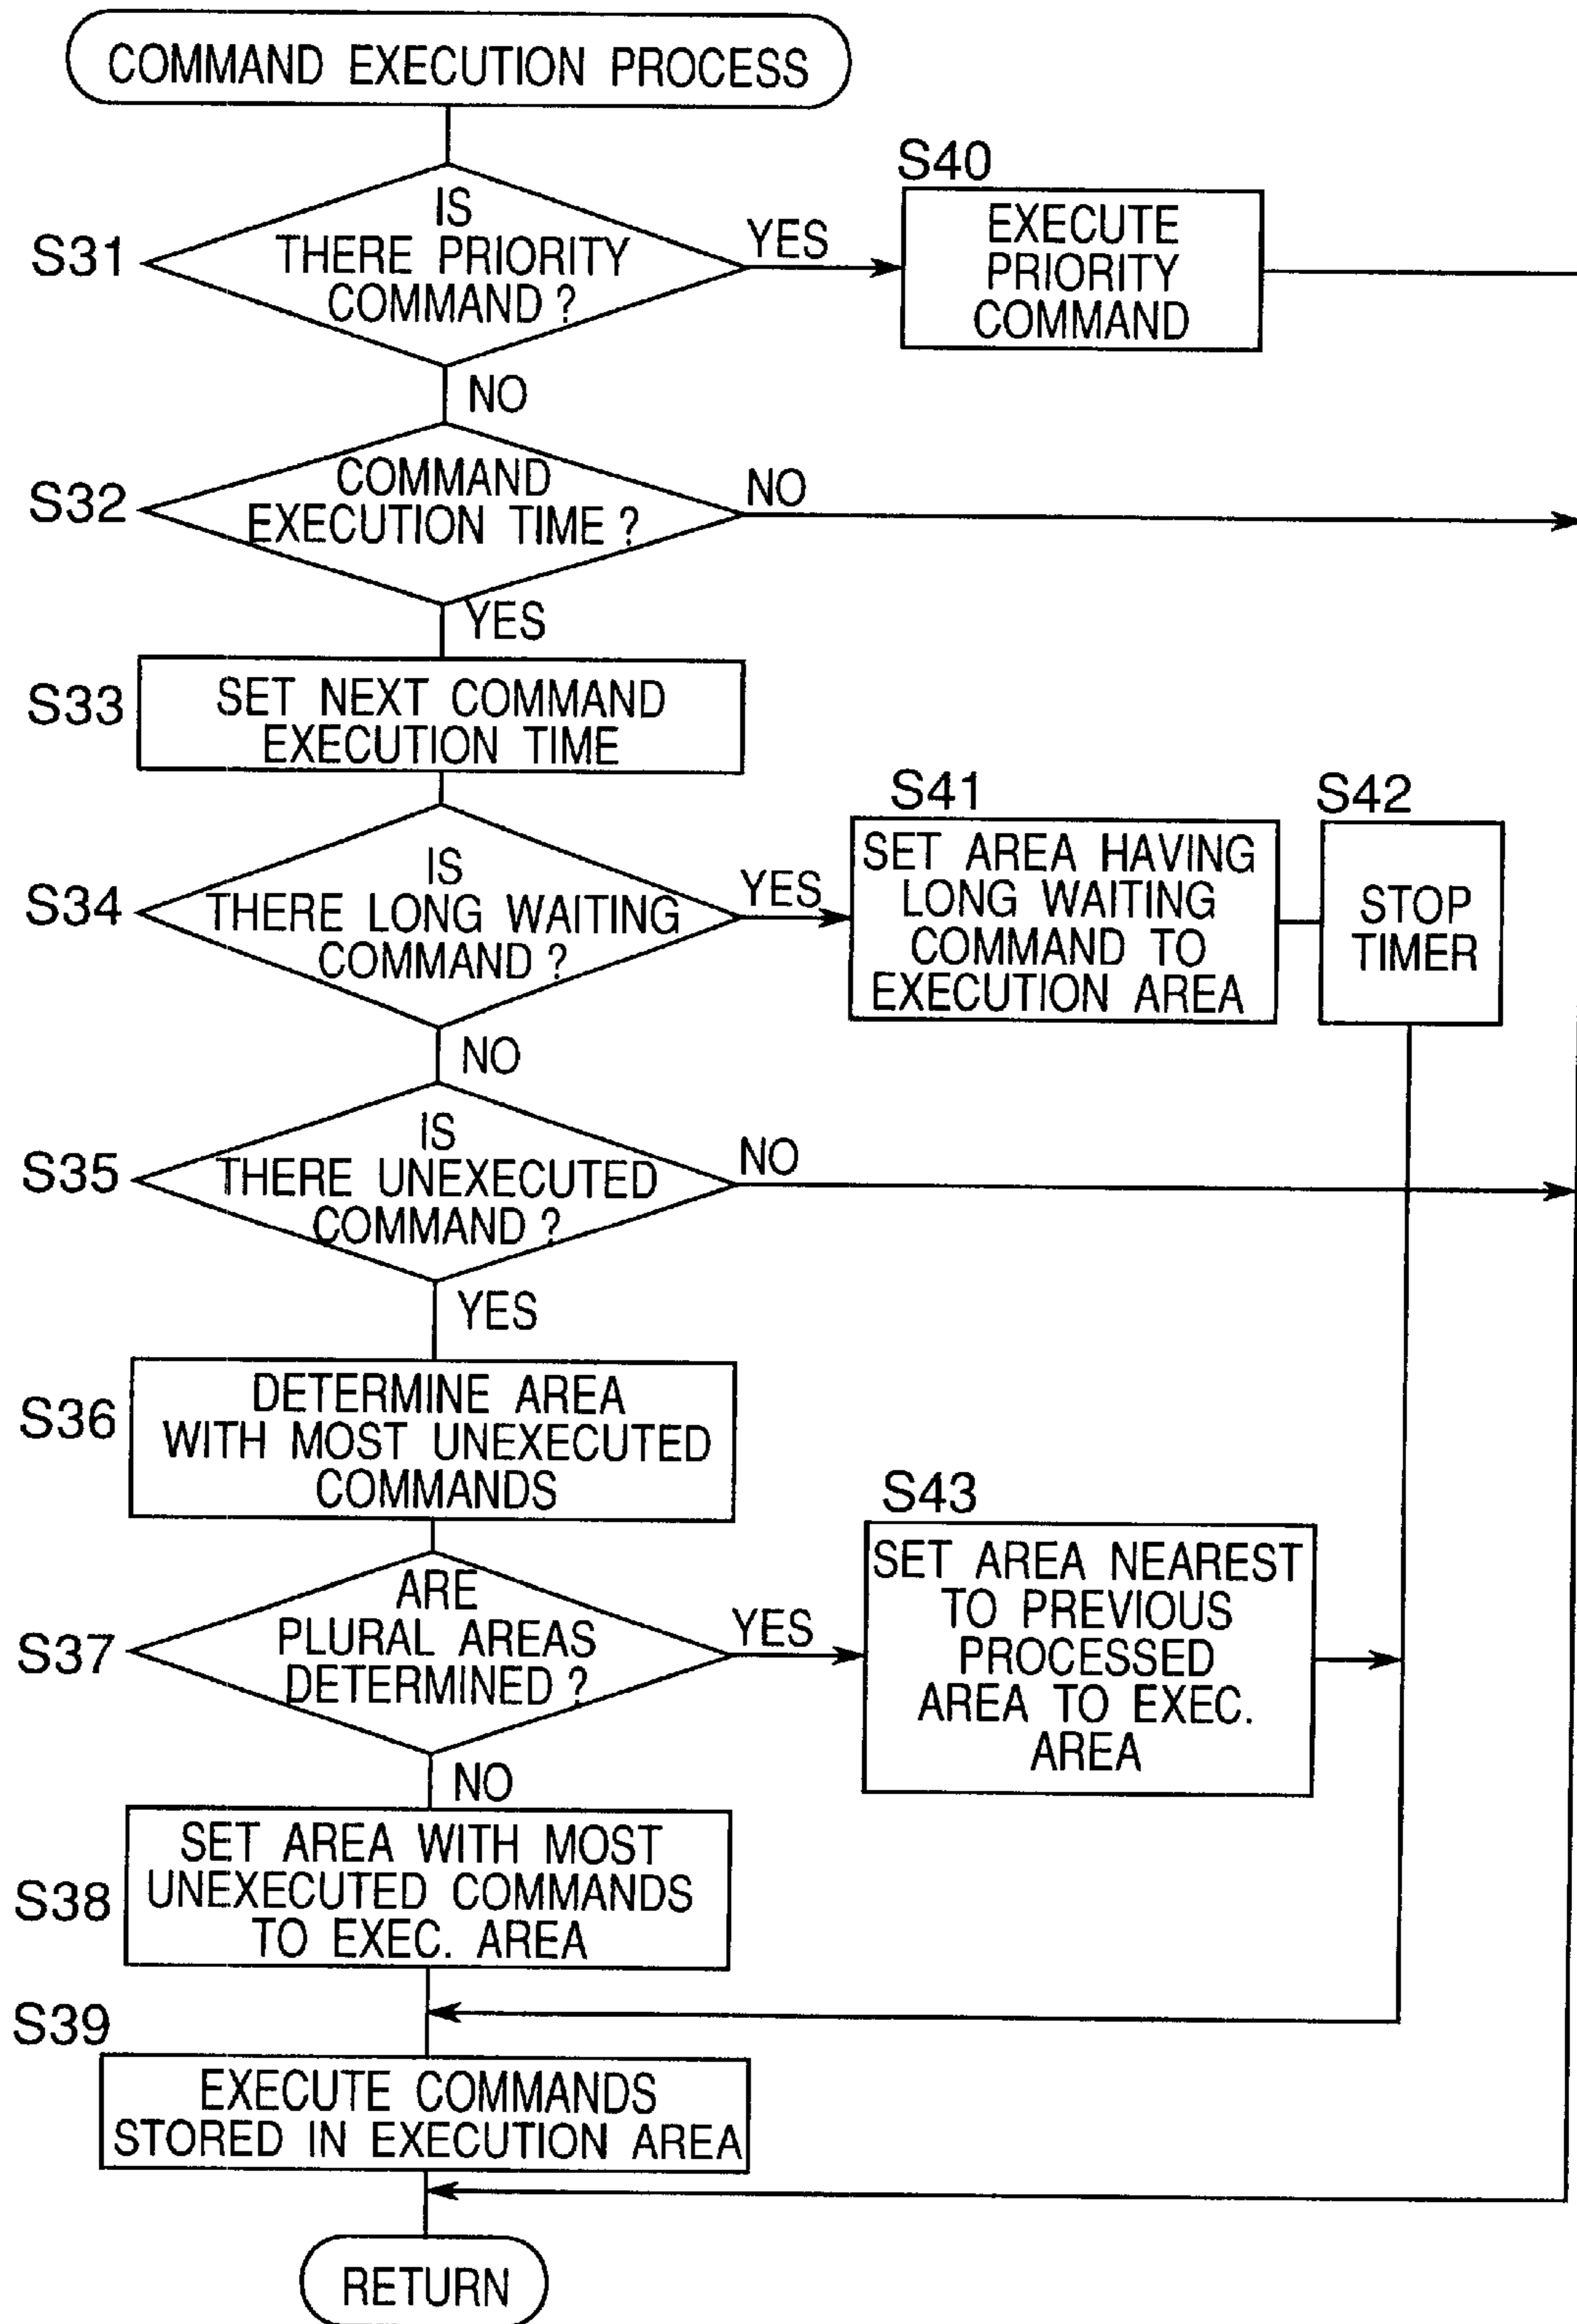 COMMAND EXECUTION PROCESS
S31
IS
THERE PRIORITY
COMMAND ?
YES
S40
EXECUTE
PRIORITY
COMMAND
NO
S32
COMMAND
EXECUTION TIME ?
NO
YES
S33
SET NEXT COMMAND
EXECUTION TIME
S34
IS
THERE LONG WAITING
COMMAND ?
YES
S41
SET AREA HAVING
LONG WAITING
COMMAND TO
EXECUTION AREA
S42
STOP
TIMER
NO
S35
IS
THERE UNEXECUTED
COMMAND ?
NO
YES
S36
DETERMINE AREA
WITH MOST UNEXECUTED
COMMANDS
S37
ARE
PLURAL AREAS
DETERMINED ?
YES
S43
SET AREA NEAREST
TO PREVIOUS
PROCESSED
AREA TO EXEC.
AREA
NO
S38
SET AREA WITH MOST
UNEXECUTED COMMANDS
TO EXEC. AREA
S39
EXECUTE COMMANDS
STORED IN EXECUTION AREA
RETURN